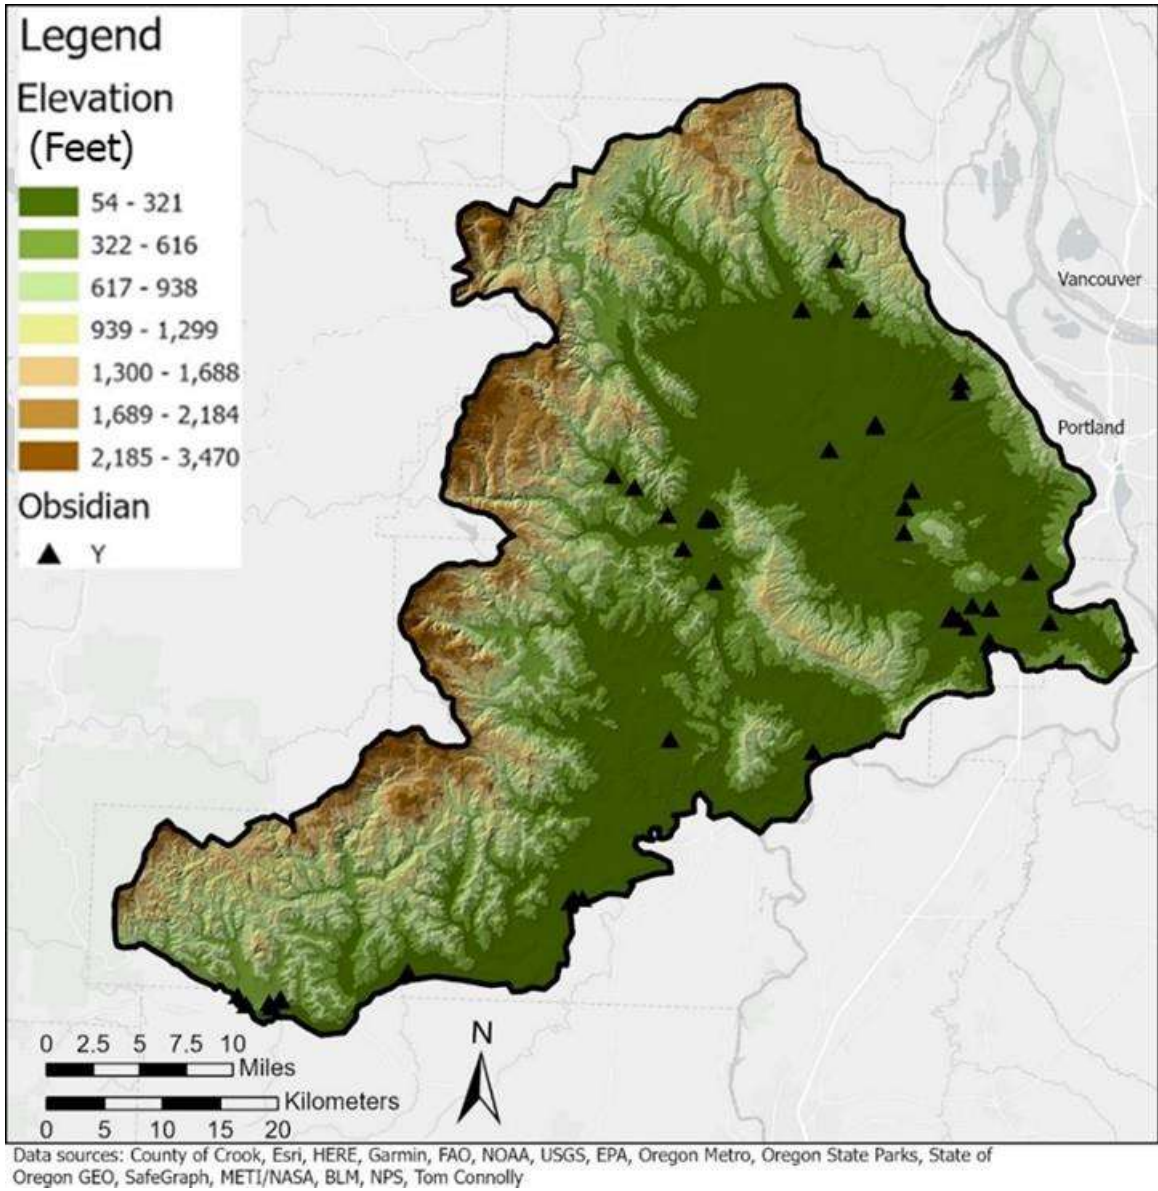 Legend
Elevation
(Feet)
54 - 321
322 - 616
617 - 938
939 - 1,299
1,300 - 1,688
1,689 - 2,184
2,185 - 3,470
Obsidian
Y
Vancouver
Portland
N
0 2.5 5 7.5 10
Miles
Kilometers
0 5 10 15 20
Data sources: County of Crook, Esri, HERE, Garmin, FAO, NOAA, USGS, EPA, Oregon Metro, Oregon State Parks, State of
Oregon GEO, SafeGraph, METI/NASA, BLM, NPS, Tom Connolly